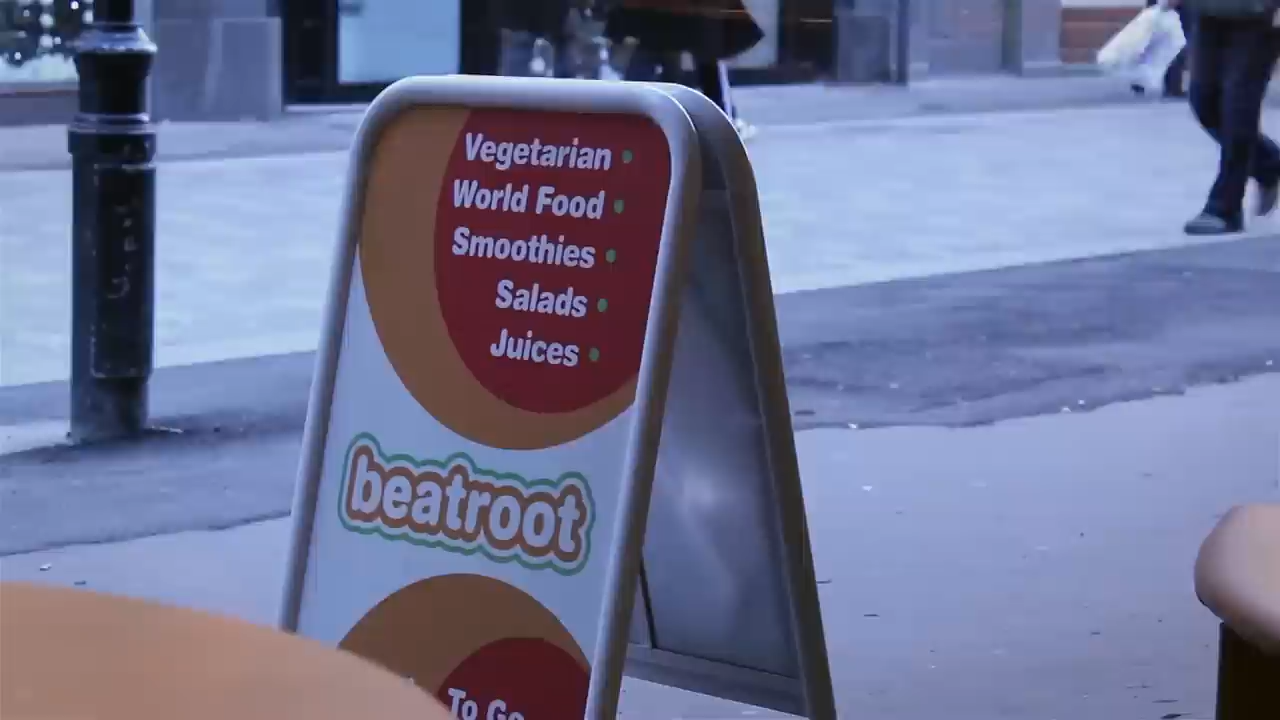 Vegetarian •
World Food •
Smoothies •
Salads •
Juices •
beatroot
To Go